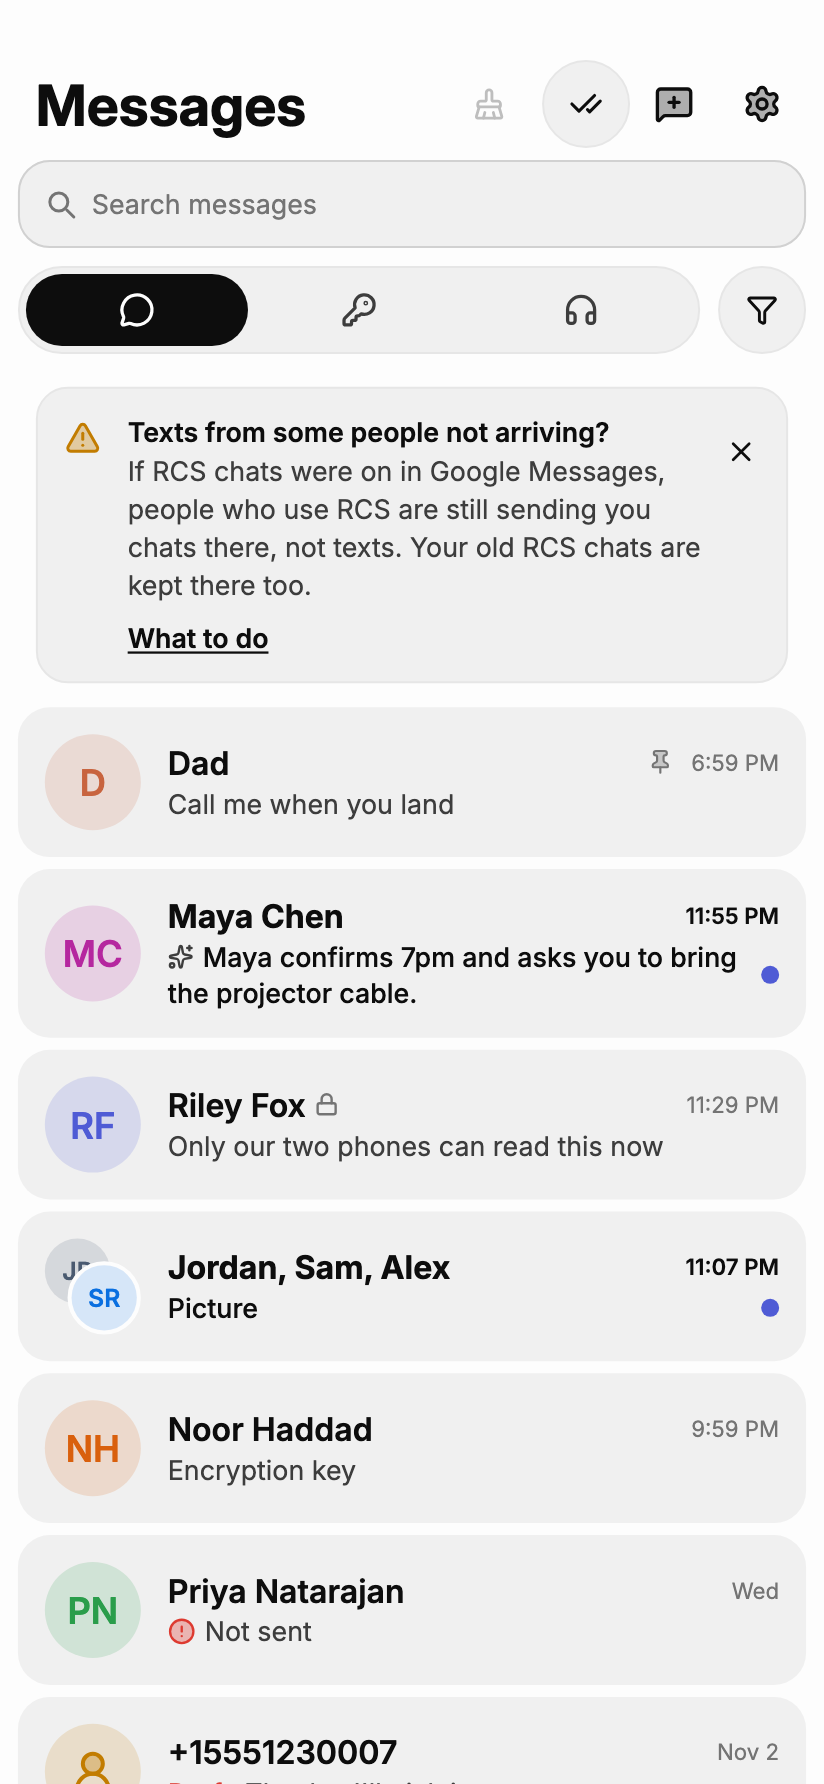 Messages
Search messages
Texts from some people not arriving?
If RCS chats were on in Google Messages,
people who use RCS are still sending you
chats there, not texts. Your old RCS chats are
kept there too.
What to do
D
Dad
6:59 PM
Call me when you land
MC
Maya Chen
11:55 PM
Maya confirms 7pm and asks you to bring
the projector cable.
RF
Riley Fox
11:29 PM
Only our two phones can read this now
SR
Jordan, Sam, Alex
11:07 PM
Picture
NH
Noor Haddad
9:59 PM
Encryption key
PN
Priya Natarajan
Wed
Not sent
+15551230007
Nov 2